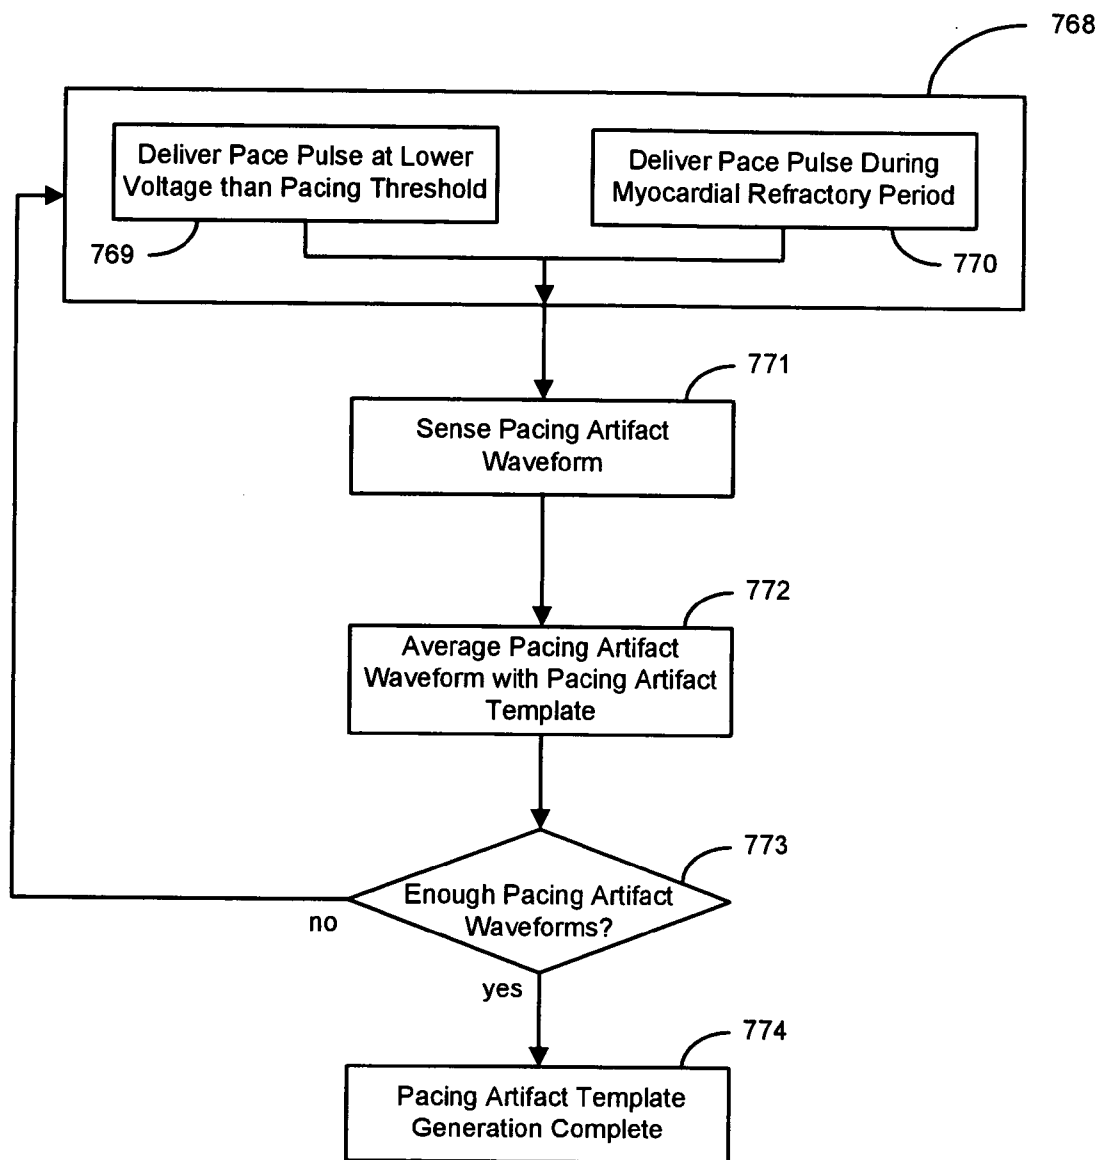 768
Deliver Pace Pulse at Lower
Voltage than Pacing Threshold
Deliver Pace Pulse During
Myocardial Refractory Period
769
770
771
Sense Pacing Artifact
Waveform
772
Average Pacing Artifact
Waveform with Pacing Artifact
Template
773
Enough Pacing Artifact
Waveforms?
no
yes
774
Pacing Artifact Template
Generation Complete